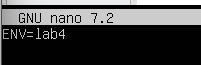 GNU nano 7.2
ENV=lab4